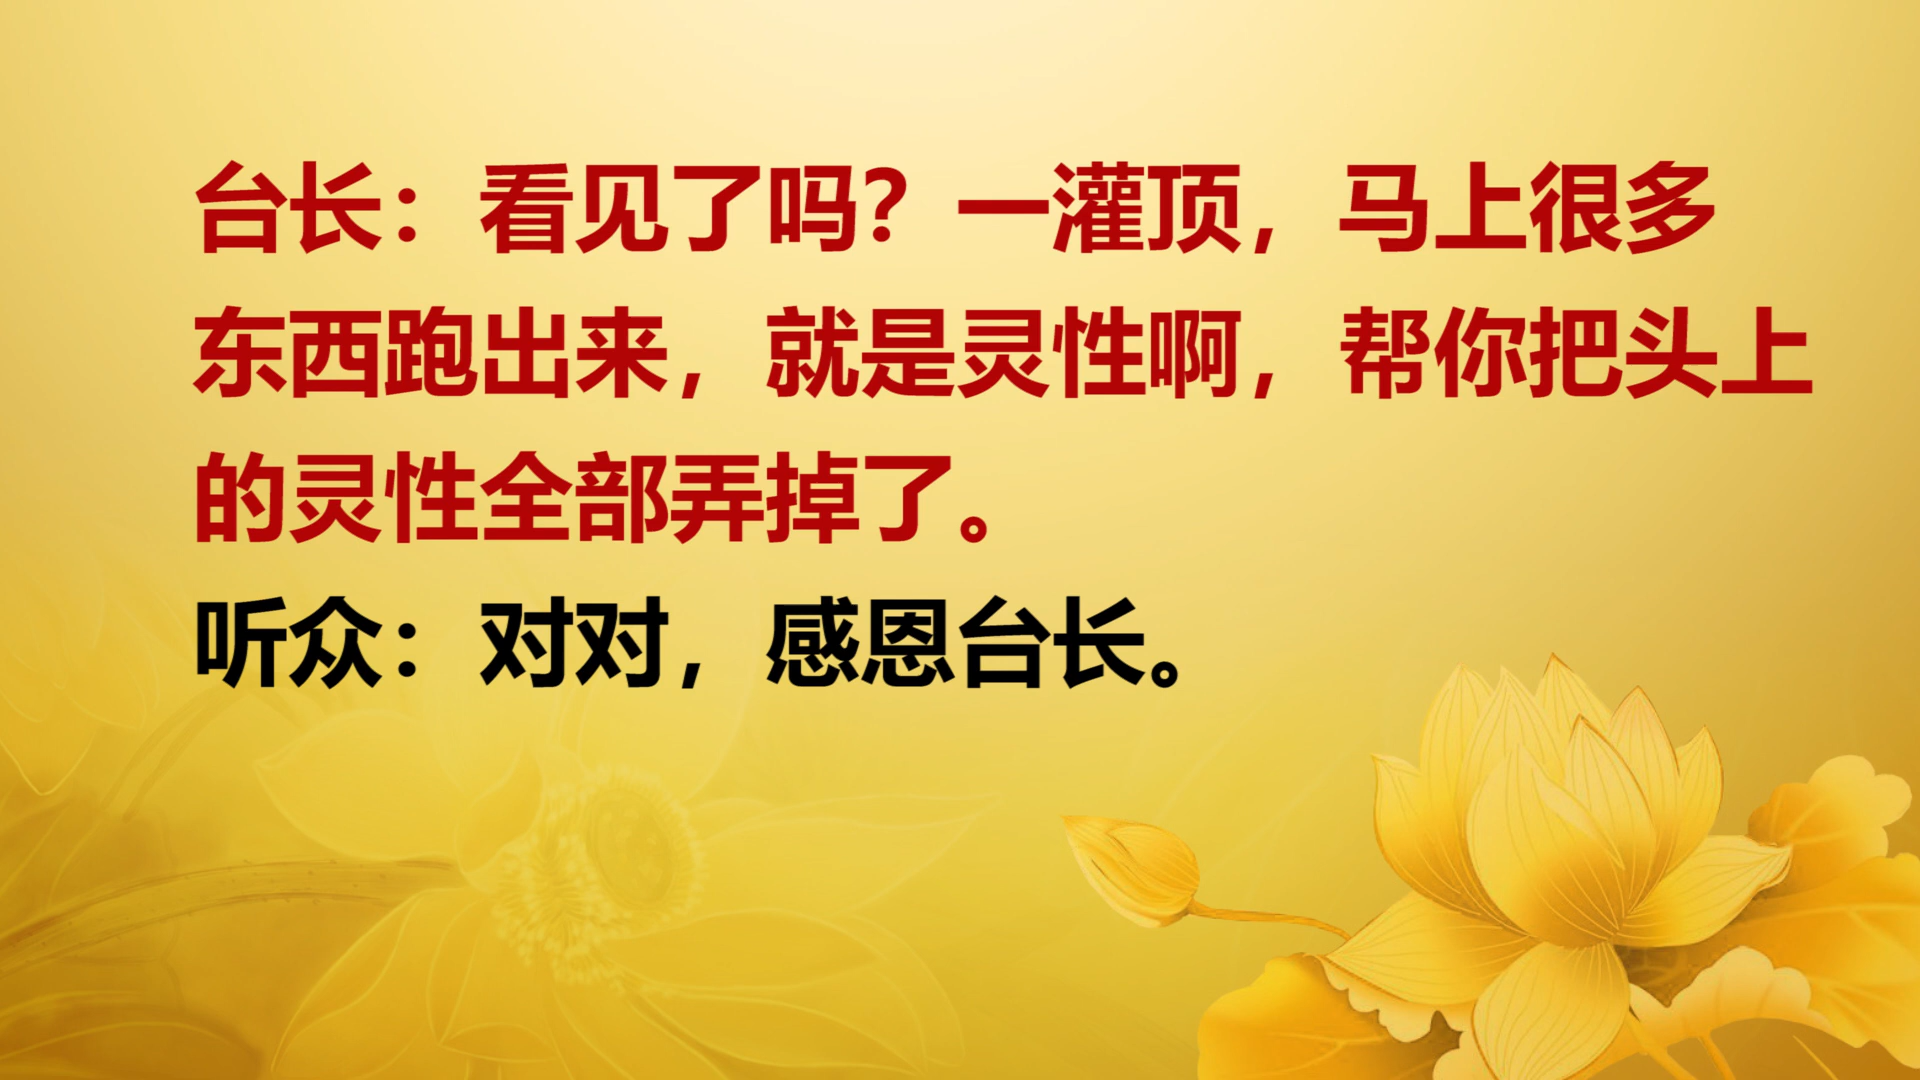 台长：看见了吗？一灌顶，马上很多
东西跑出来，就是灵性啊，帮你把头上
的灵性全部弄掉了。
听众：对对，感恩台长。